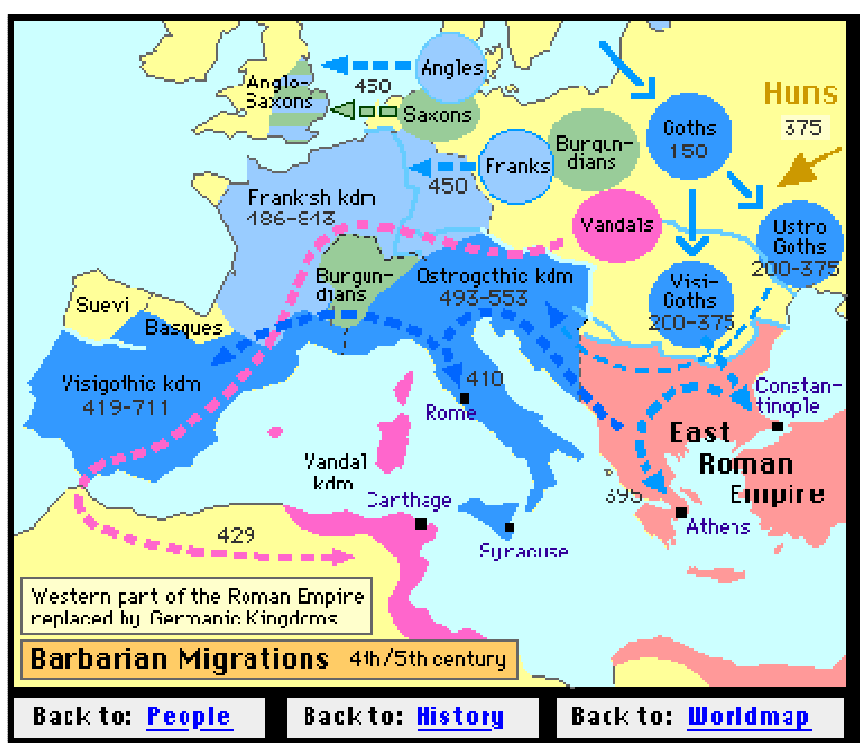 Angles
450
Anglo-
Saxons
Saxons
Huns
375
Goths
150
Burgun-
dians
Franks
450
Frankish kdm
486-843
Vandals
Ostro
Goths
200-375
Visi-
Goths
200-375
Burgun-
dians
Ostrogothic kdm
493-553
Suevi
Basques
Visigothic kdm
419-711
410
Rome
Constan-
tinople
East
Roman
Empire
Vandal
kdm
Carthage
395
Athens
Syracuse
429
Western part of the Roman Empire
replaced by Germanic Kingdoms
Barbarian Migrations 4th/5th century
Back to: People Back to: History Back to: Worldmap